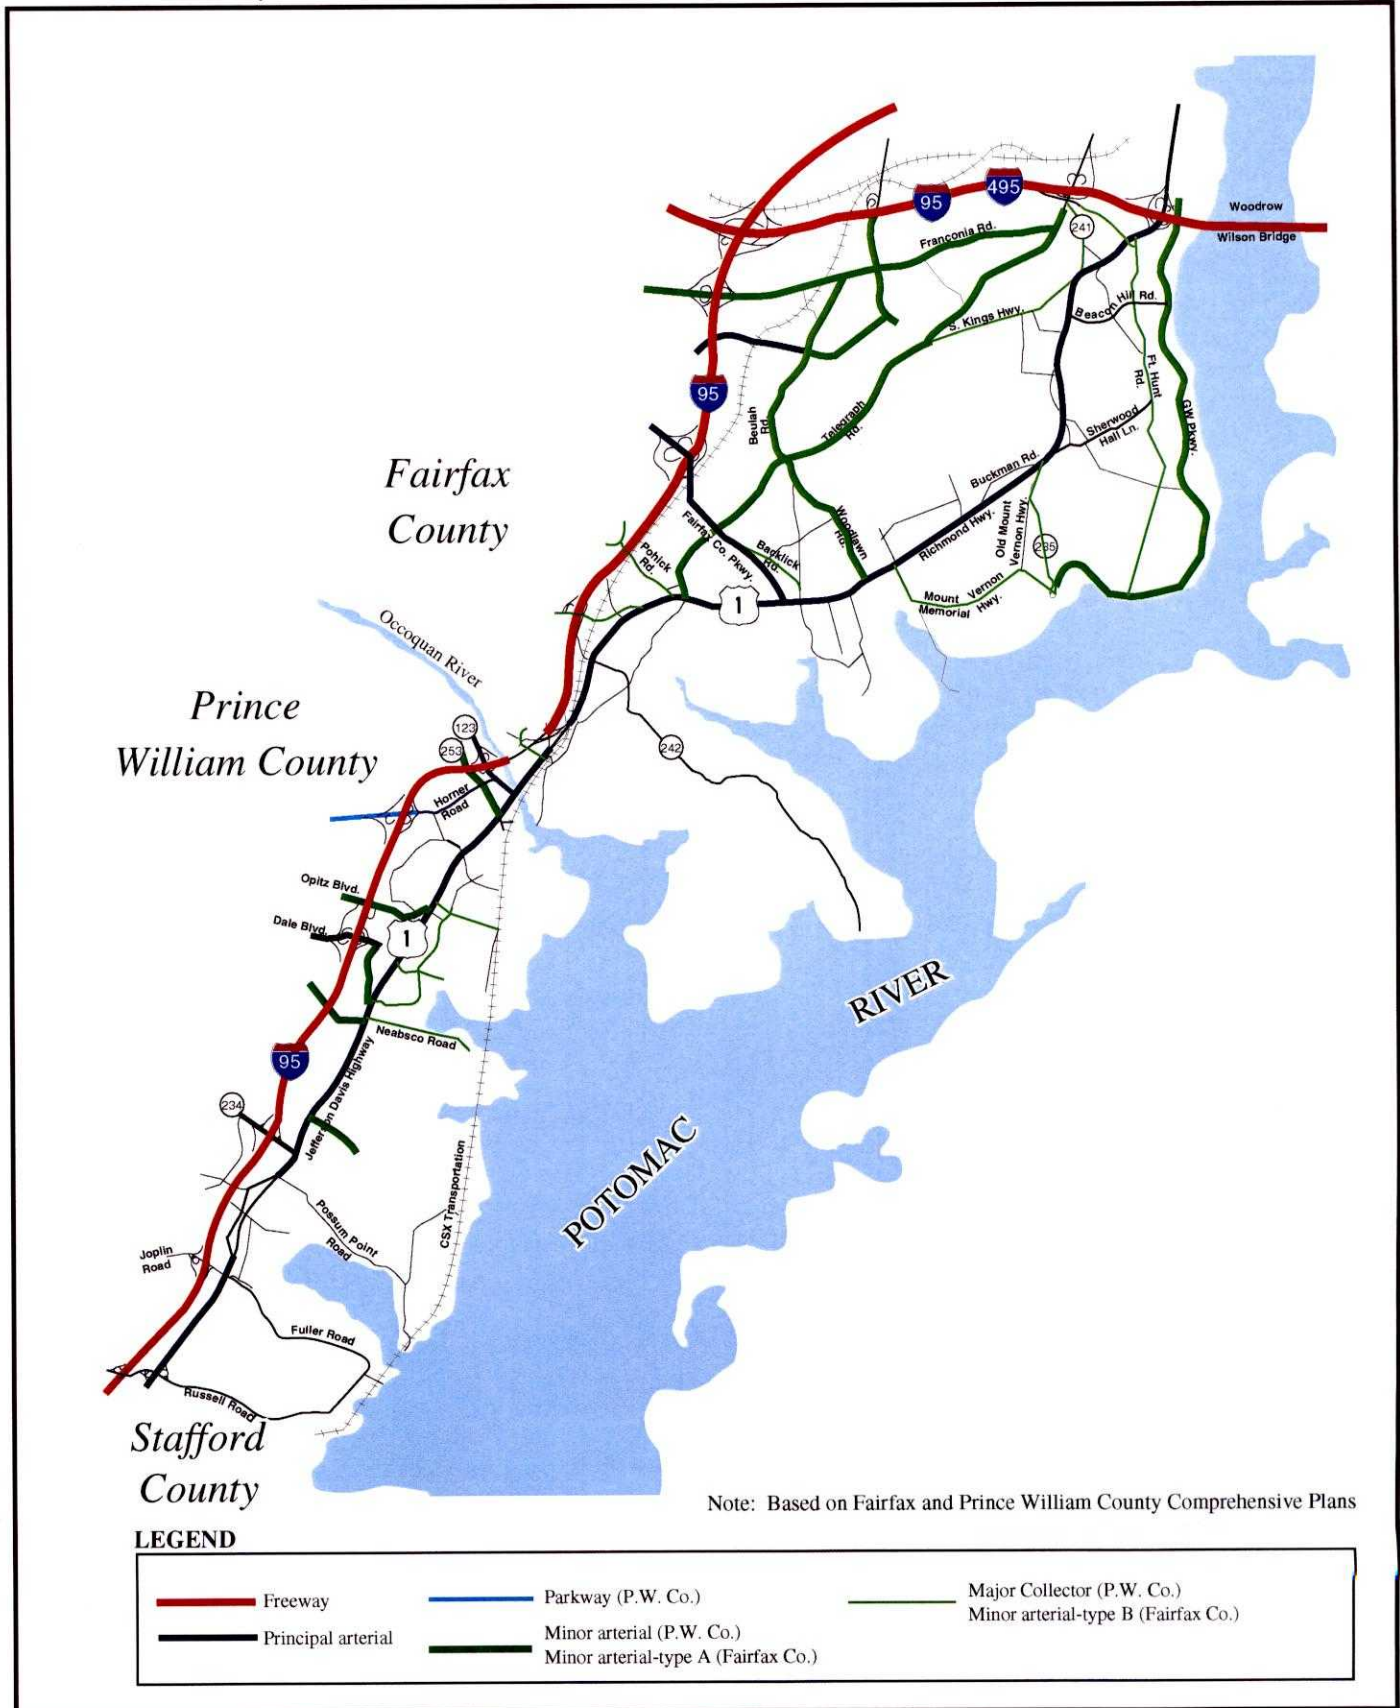 95
495
Woodrow
Wilson Bridge
241
Franconia Rd.
S. Kings Hwy.
Beacon Hill Rd.
Ft. Hunt
Rd.
GW Pkwy.
95
Beulah
Rd.
Telegraph
Rd.
Sherwood
Hall Ln.
Buckman Rd.
Richmond Hwy.
Old Mount
Vernon Hwy.
235
Fairfax
County
Fairfax Co. Pkwy.
Backlick
Rd.
Woodlawn
Rd.
Pohick
Rd.
1
Mount Vernon
Memorial Hwy.
Occoquan River
Prince
William County
123
253
242
Horner
Road
Opitz Blvd.
Dale Blvd.
1
RIVER
Neabsco Road
95
Jefferson Davis Highway
234
POTOMAC
CSX Transportation
Possum Point
Road
Joplin
Road
Fuller Road
Russell Road
Stafford
County
Note: Based on Fairfax and Prince William County Comprehensive Plans
LEGEND
Freeway
Principal arterial
Parkway (P.W. Co.)
Minor arterial (P.W. Co.)
Minor arterial-type A (Fairfax Co.)
Major Collector (P.W. Co.)
Minor arterial-type B (Fairfax Co.)